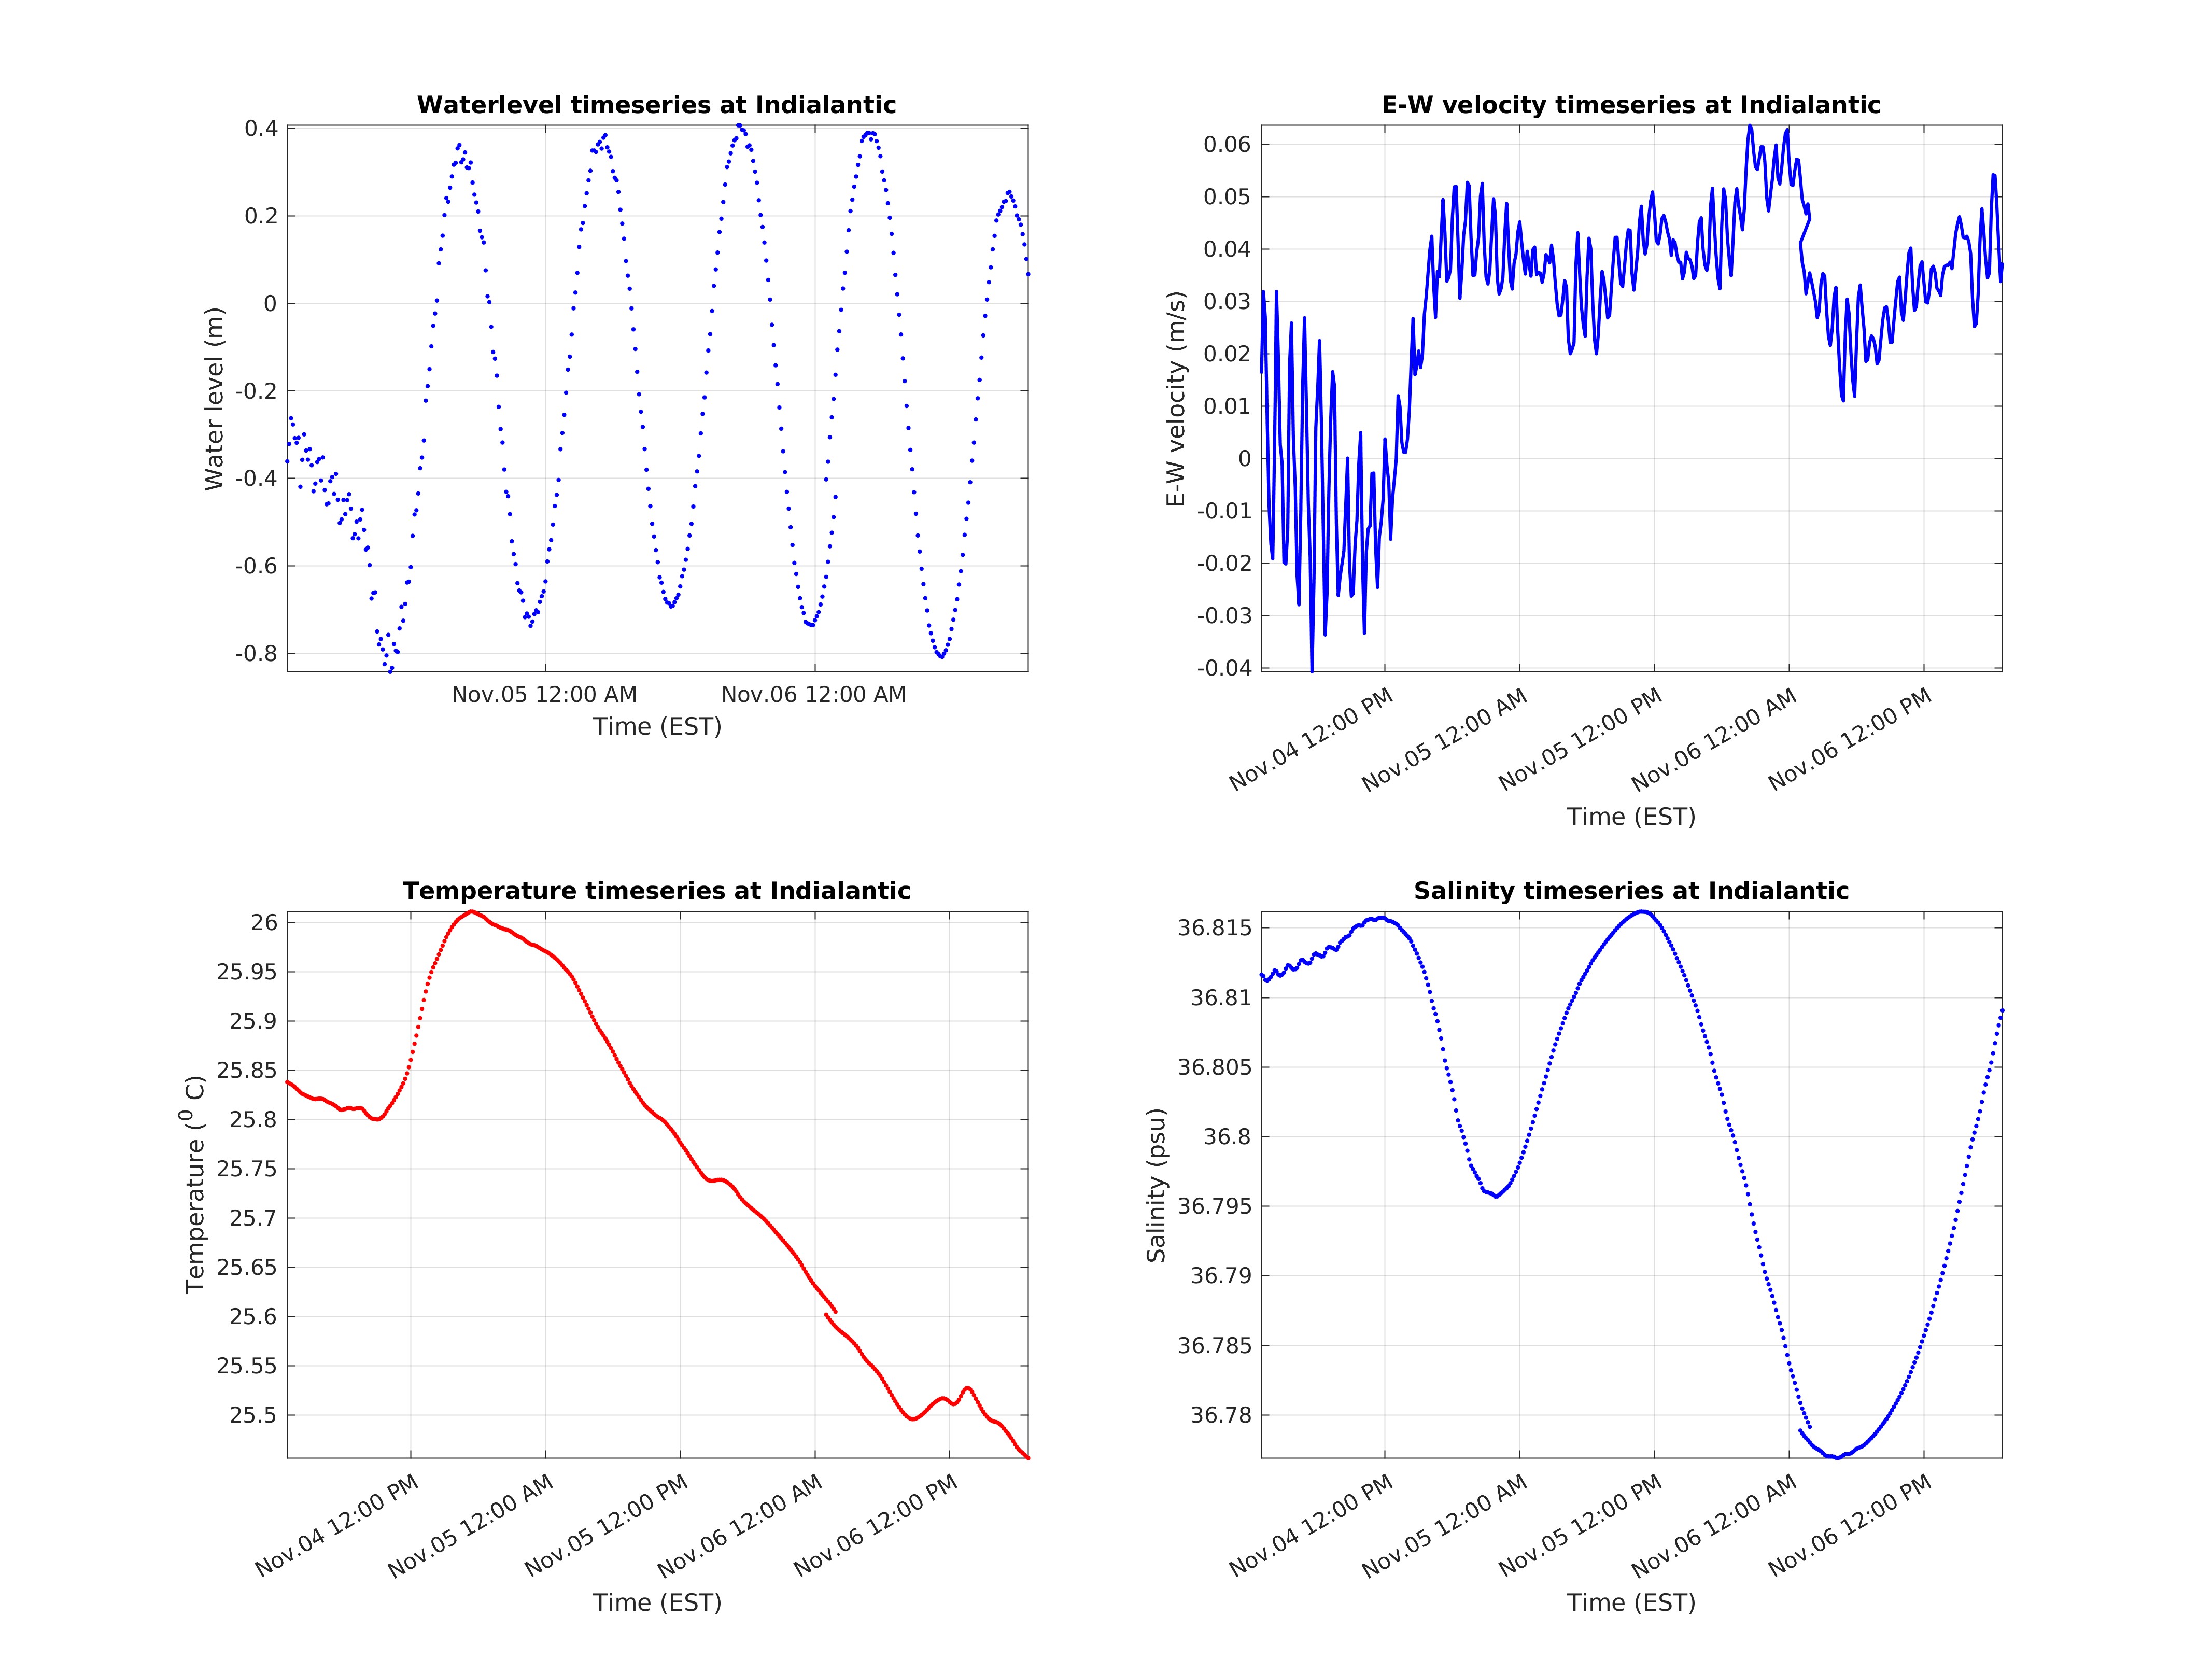 Waterlevel timeseries at Indialantic
0.4
0.2
0
-0.2
-0.4
-0.6
-0.8
Water level (m)
Nov.05 12:00 AM
Nov.06 12:00 AM
Time (EST)
E-W velocity timeseries at Indialantic
0.06
0.05
0.04
0.03
0.02
0.01
0
-0.01
-0.02
-0.03
-0.04
E-W velocity (m/s)
Nov.04 12:00 PM
Nov.05 12:00 AM
Nov.05 12:00 PM
Nov.06 12:00 AM
Nov.06 12:00 PM
Time (EST)
Temperature timeseries at Indialantic
26
25.95
25.9
25.85
25.8
25.75
25.7
25.65
25.6
25.55
25.5
Temperature (⁰ C)
Nov.04 12:00 PM
Nov.05 12:00 AM
Nov.05 12:00 PM
Nov.06 12:00 AM
Nov.06 12:00 PM
Time (EST)
Salinity timeseries at Indialantic
36.815
36.81
36.805
36.8
36.795
36.79
36.785
36.78
Salinity (psu)
Nov.04 12:00 PM
Nov.05 12:00 AM
Nov.05 12:00 PM
Nov.06 12:00 AM
Nov.06 12:00 PM
Time (EST)